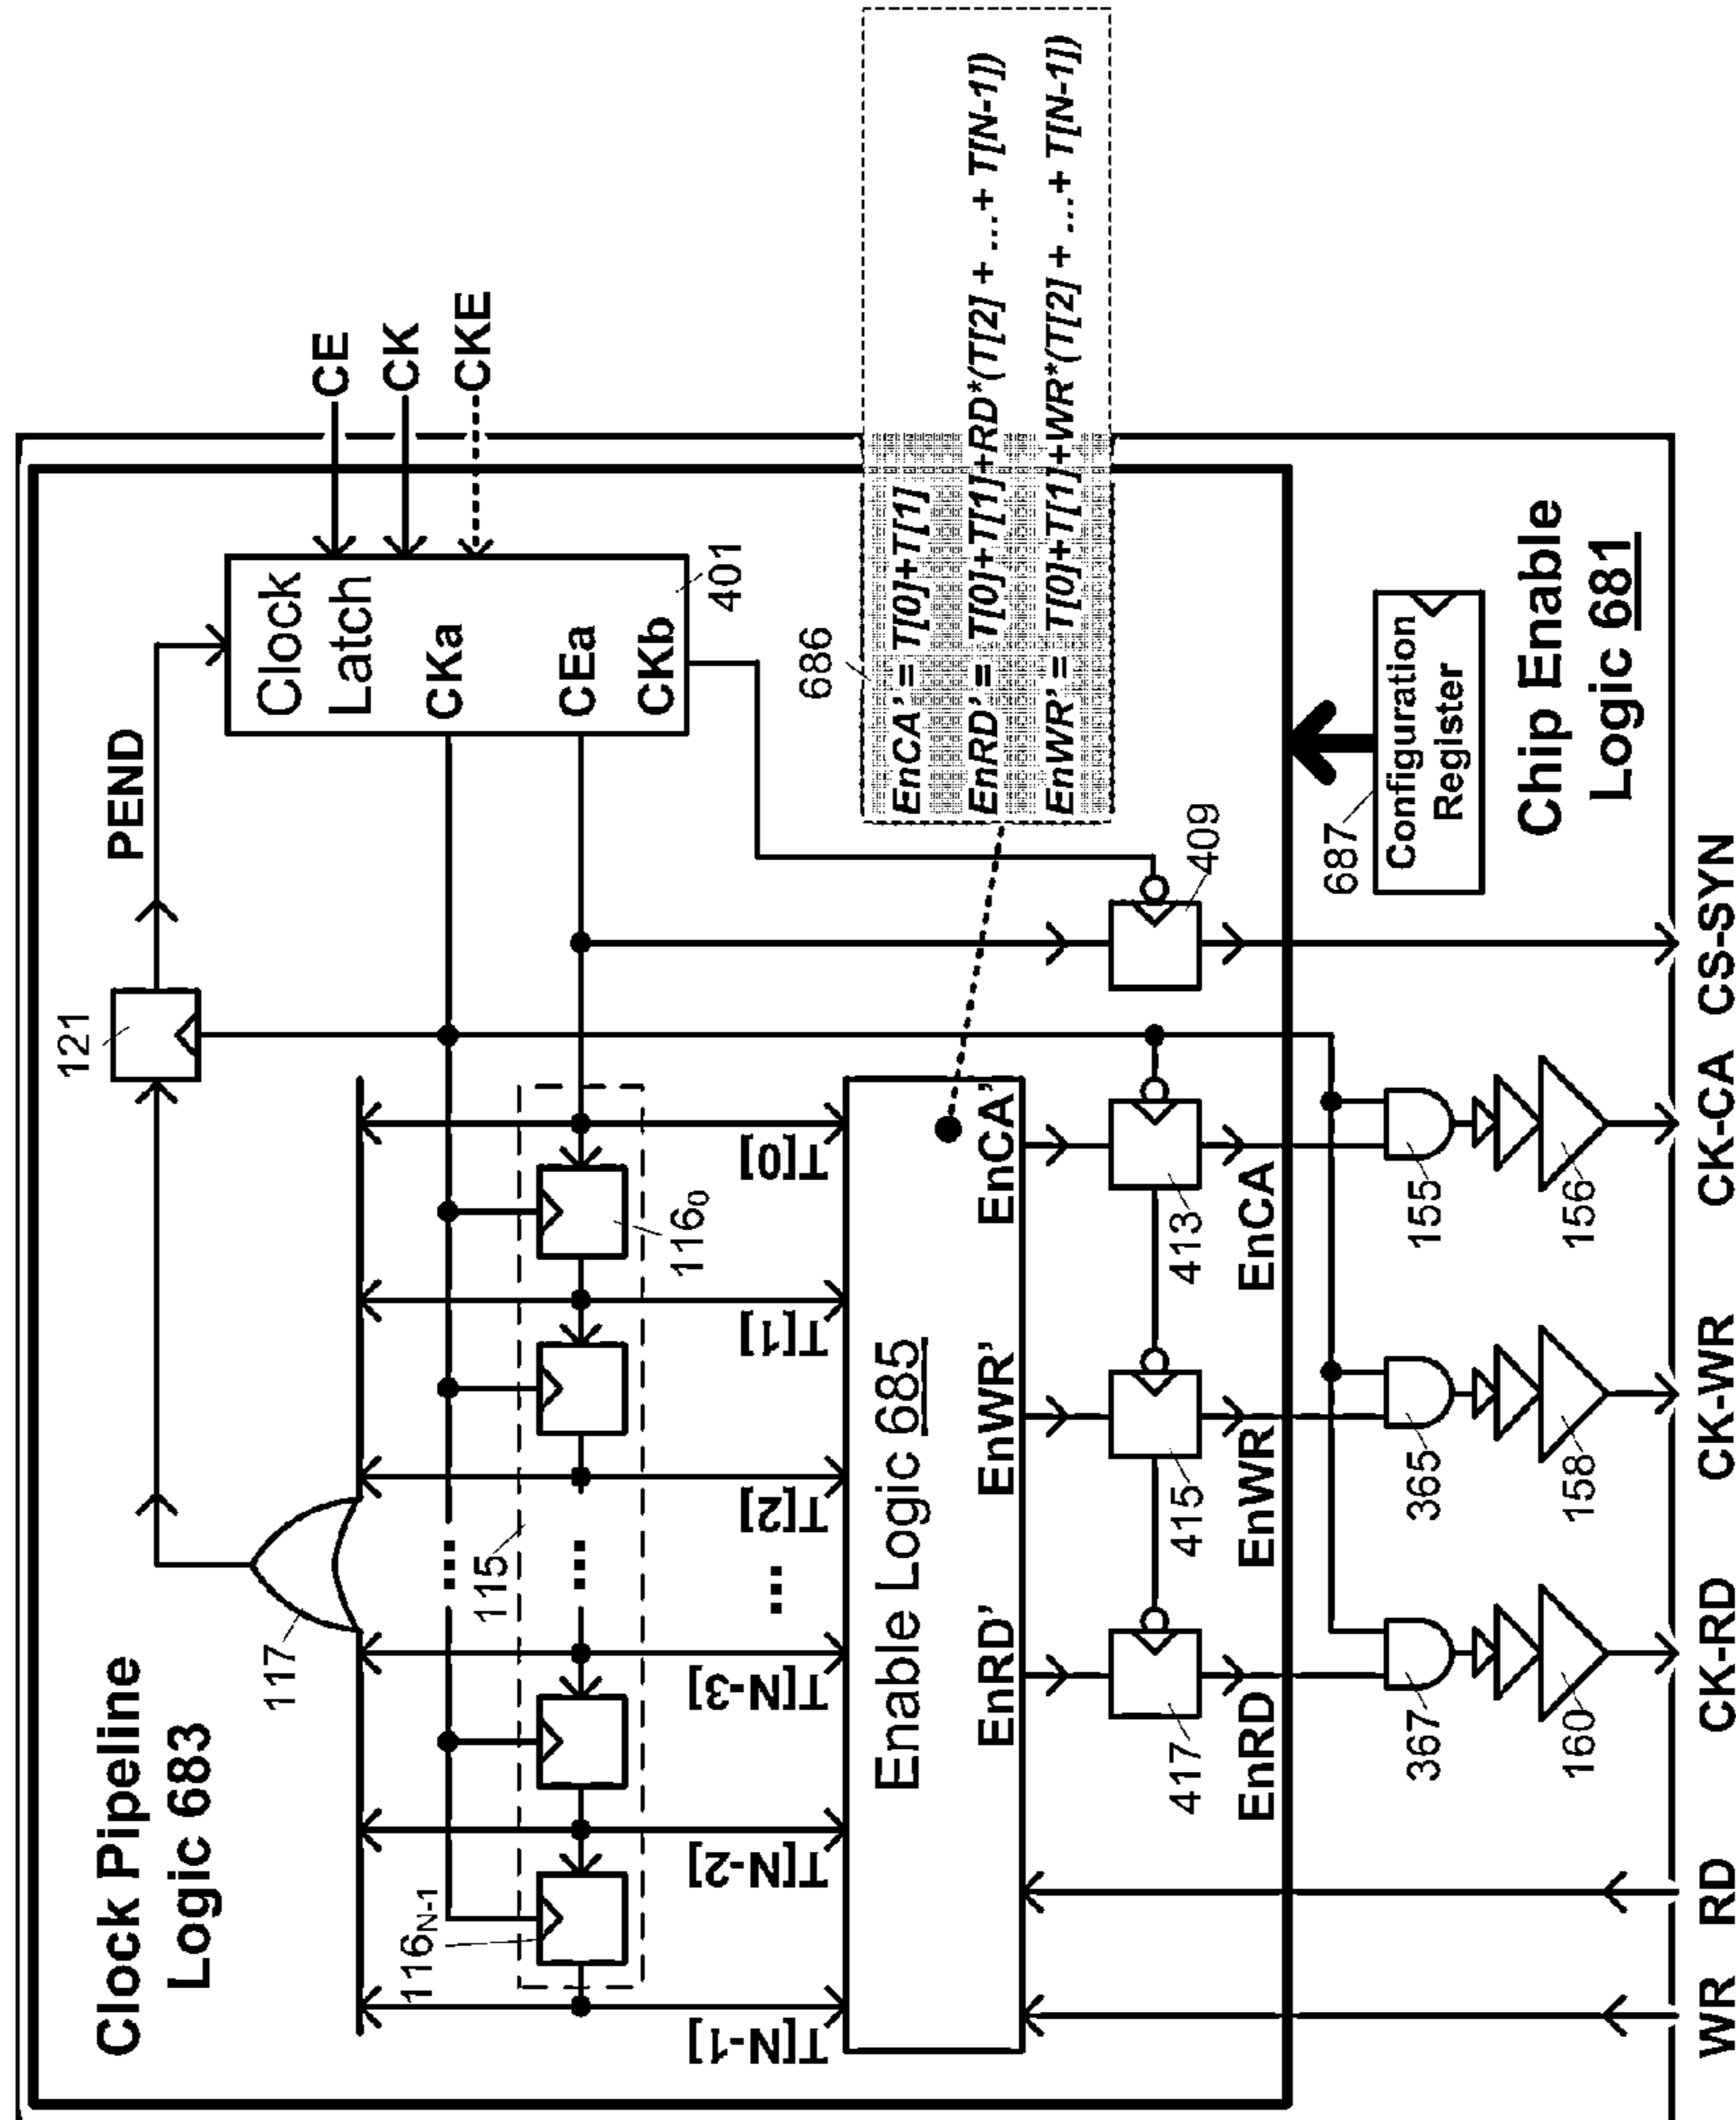 Clock Pipeline
Logic 683
117
121
PEND
CE
CK
CKE
Clock
Latch
CKa
CEa
CKb
401
115
116N-1
1160
T[N-1]
T[N-2]
T[N-3]
...
T[2]
T[1]
T[0]
...
...
Enable Logic 685
EnRD'
EnWR'
EnCA'
686
EnCA' = T[0]+T[1]
EnRD' = T[0]+T[1]+RD*(T[2] + ...+ T[N-1])
EnWR' = T[0]+T[1]+WR*(T[2] + ...+ T[N-1])
417
415
413
409
EnRD
EnWR
EnCA
687
Configuration
Register
Chip Enable
Logic 681
367
365
155
160
158
156
WR
RD
CK-RD
CK-WR
CK-CA
CS-SYN